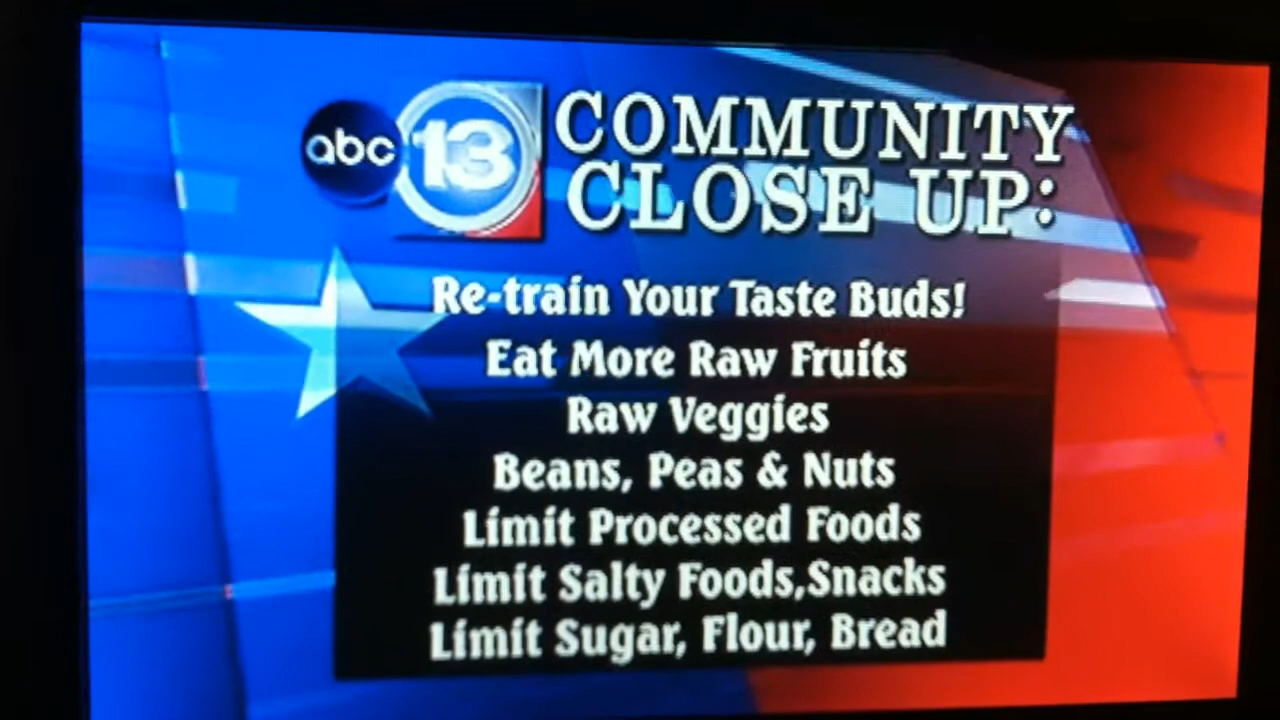 abc 13 COMMUNITY
CLOSE UP:
Re-train Your Taste Buds!
Eat More Raw Fruits
Raw Veggies
Beans, Peas & Nuts
Limit Processed Foods
Limit Salty Foods,Snacks
Limit Sugar, Flour, Bread